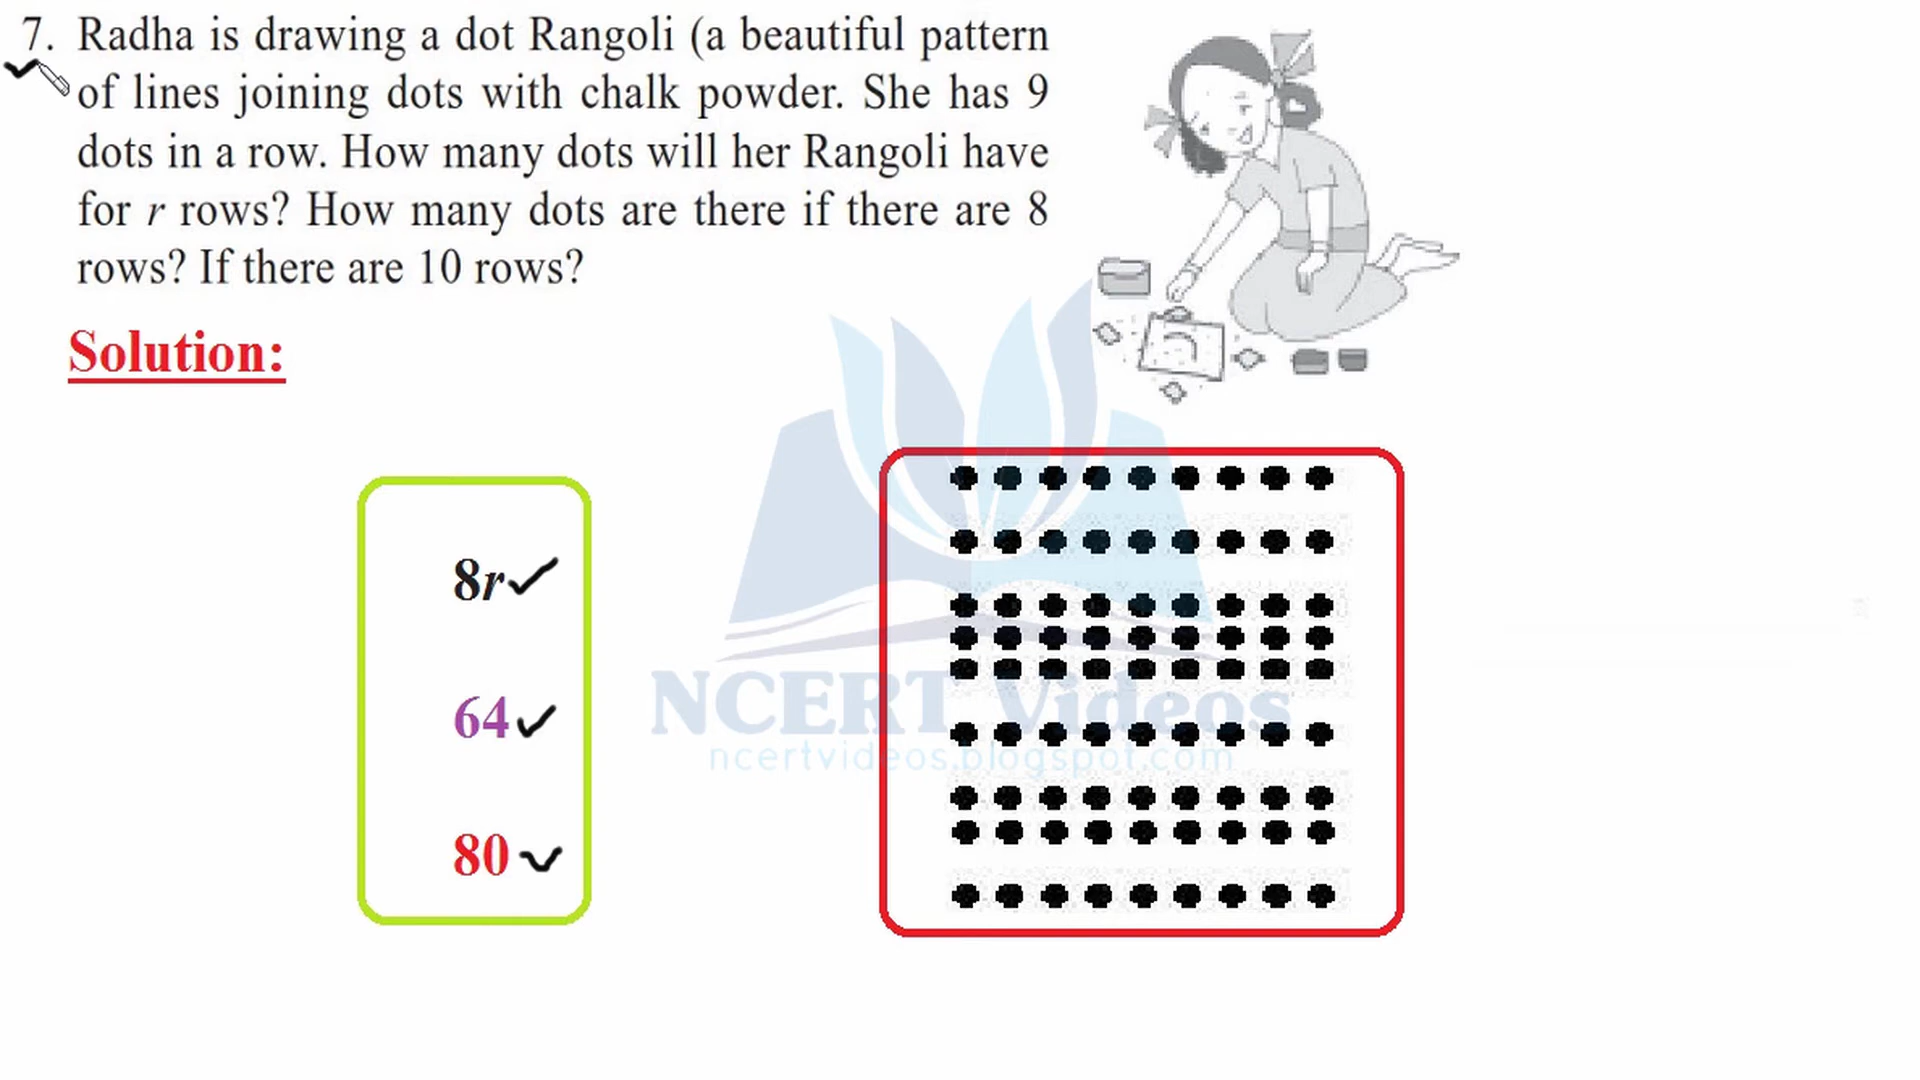 7. Radha is drawing a dot Rangoli (a beautiful pattern
of lines joining dots with chalk powder. She has 9
dots in a row. How many dots will her Rangoli have
for r rows? How many dots are there if there are 8
rows? If there are 10 rows?
Solution:
8r
64
80
NCERT Videos
ncertvideos.blogspot.com